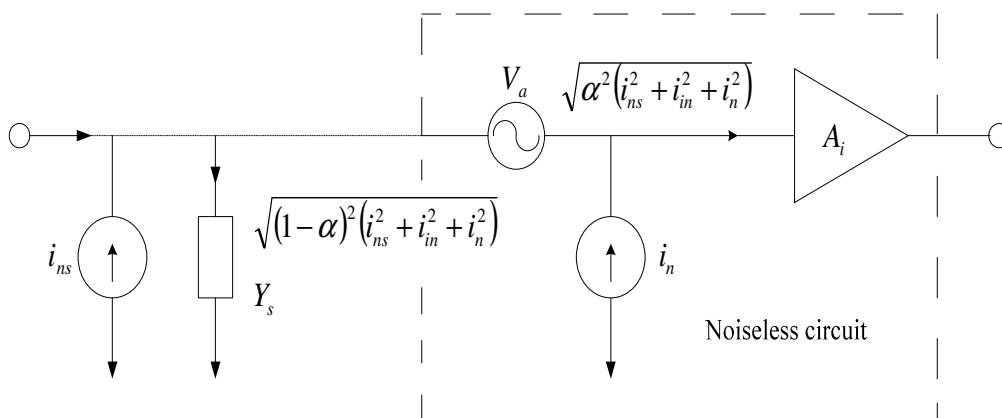 V_a
√(α²(i_ns² + i_in² + i_n²))
A_i
i_ns
√((1−α)²(i_ns² + i_in² + i_n²))
Y_s
i_n
Noiseless circuit